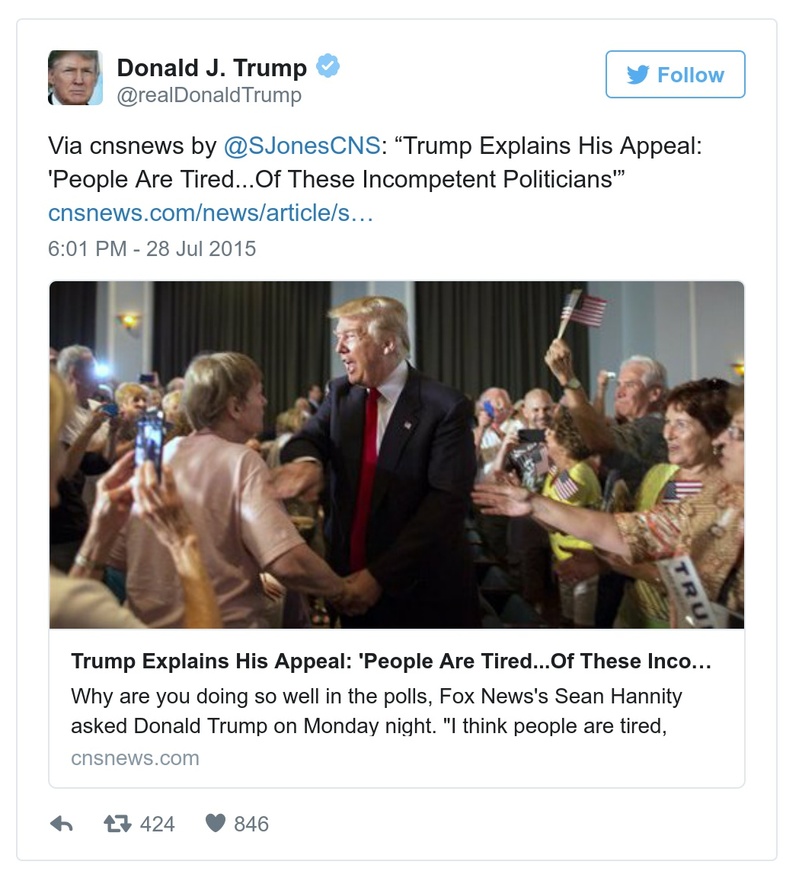 Donald J. Trump
@realDonaldTrump
Follow
Via cnsnews by @SJonesCNS: “Trump Explains His Appeal:
'People Are Tired...Of These Incompetent Politicians'”
cnsnews.com/news/article/s…
6:01 PM - 28 Jul 2015
TRU
Trump Explains His Appeal: 'People Are Tired...Of These Inco…
Why are you doing so well in the polls, Fox News's Sean Hannity
asked Donald Trump on Monday night. "I think people are tired,
cnsnews.com
424 846